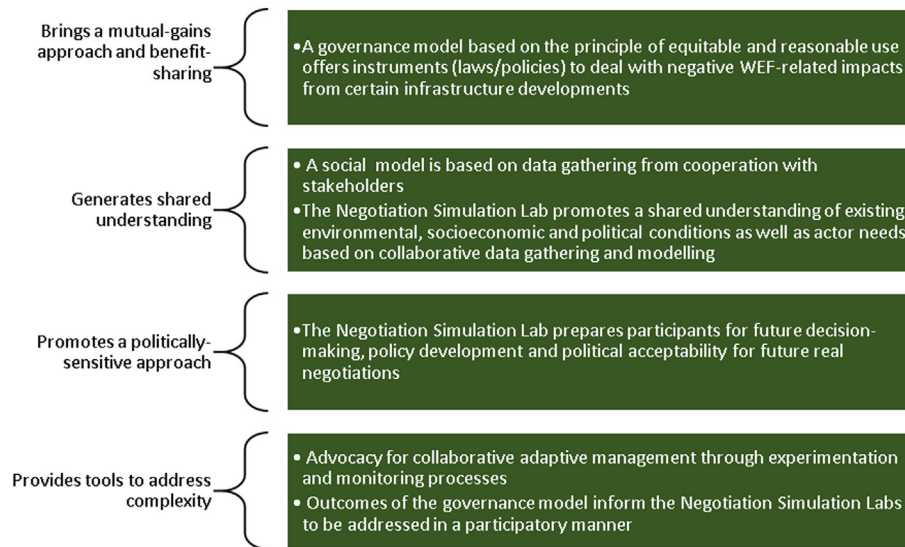 Brings a mutual-gains
approach and benefit-
sharing
•A governance model based on the principle of equitable and reasonable use
offers instruments (laws/policies) to deal with negative WEF-related impacts
from certain infrastructure developments
Generates shared
understanding
• A social model is based on data gathering from cooperation with
stakeholders
•The Negotiation Simulation Lab promotes a shared understanding of existing
environmental, socioeconomic and political conditions as well as actor needs
based on collaborative data gathering and modelling
Promotes a politically-
sensitive approach
•The Negotiation Simulation Lab prepares participants for future decision-
making, policy development and political acceptability for future real
negotiations
Provides tools to address
complexity
• Advocacy for collaborative adaptive management through experimentation
and monitoring processes
• Outcomes of the governance model inform the Negotiation Simulation Labs
to be addressed in a participatory manner